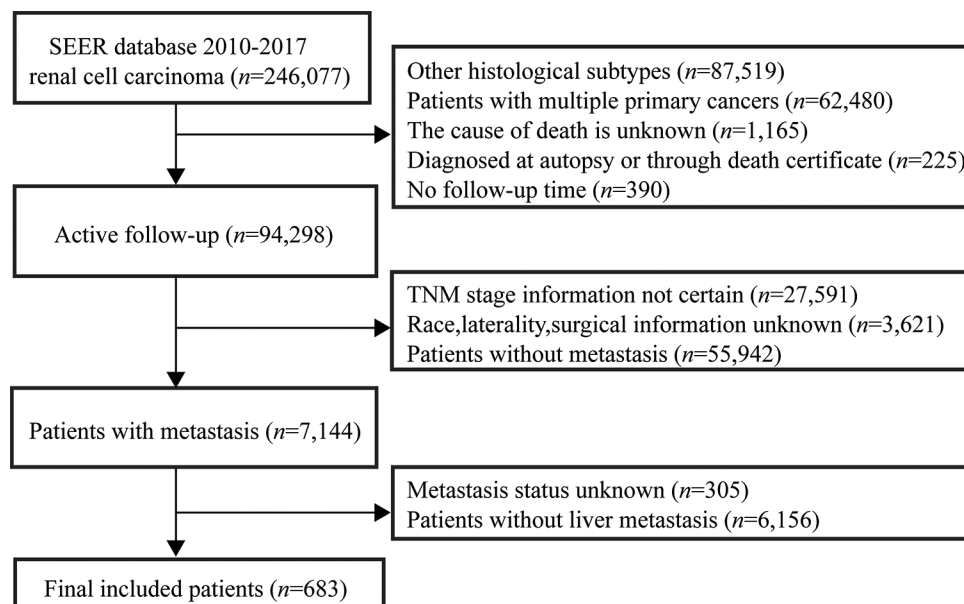 SEER database 2010-2017
renal cell carcinoma (n=246,077)
Other histological subtypes (n=87,519)
Patients with multiple primary cancers (n=62,480)
The cause of death is unknown (n=1,165)
Diagnosed at autopsy or through death certificate (n=225)
No follow-up time (n=390)
Active follow-up (n=94,298)
TNM stage information not certain (n=27,591)
Race,laterality,surgical information unknown (n=3,621)
Patients without metastasis (n=55,942)
Patients with metastasis (n=7,144)
Metastasis status unknown (n=305)
Patients without liver metastasis (n=6,156)
Final included patients (n=683)